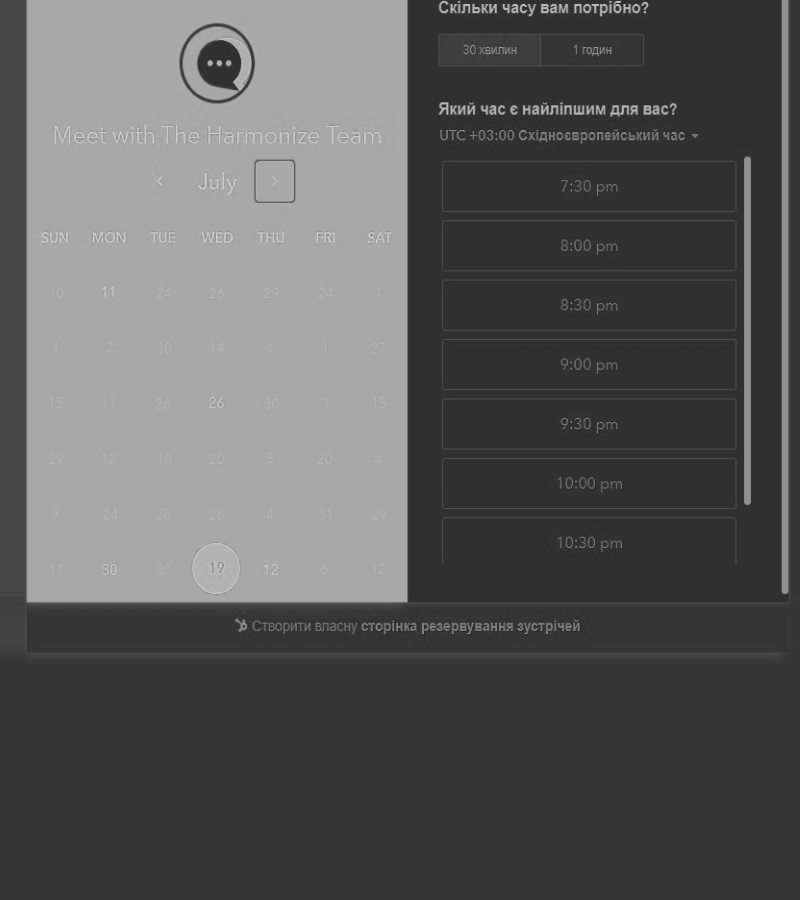 Meet with The Harmonize Team
July
SUN MON TUE WED THU FRI SAT
10 11 24 26 29 24 1
1 2 30 14 4 1 27
15 11 26 26 30 3 15
29 12 10 20 5 20 4
9 24 28 28 4 31 29
17 30 30 19 12 6 12
Скільки часу вам потрібно?
30 хвилин 1 годин
Який час є найліпшим для вас?
UTC +03:00 Східноєвропейський час
7:30 pm
8:00 pm
8:30 pm
9:00 pm
9:30 pm
10:00 pm
10:30 pm
Створити власну сторінка резервування зустрічей